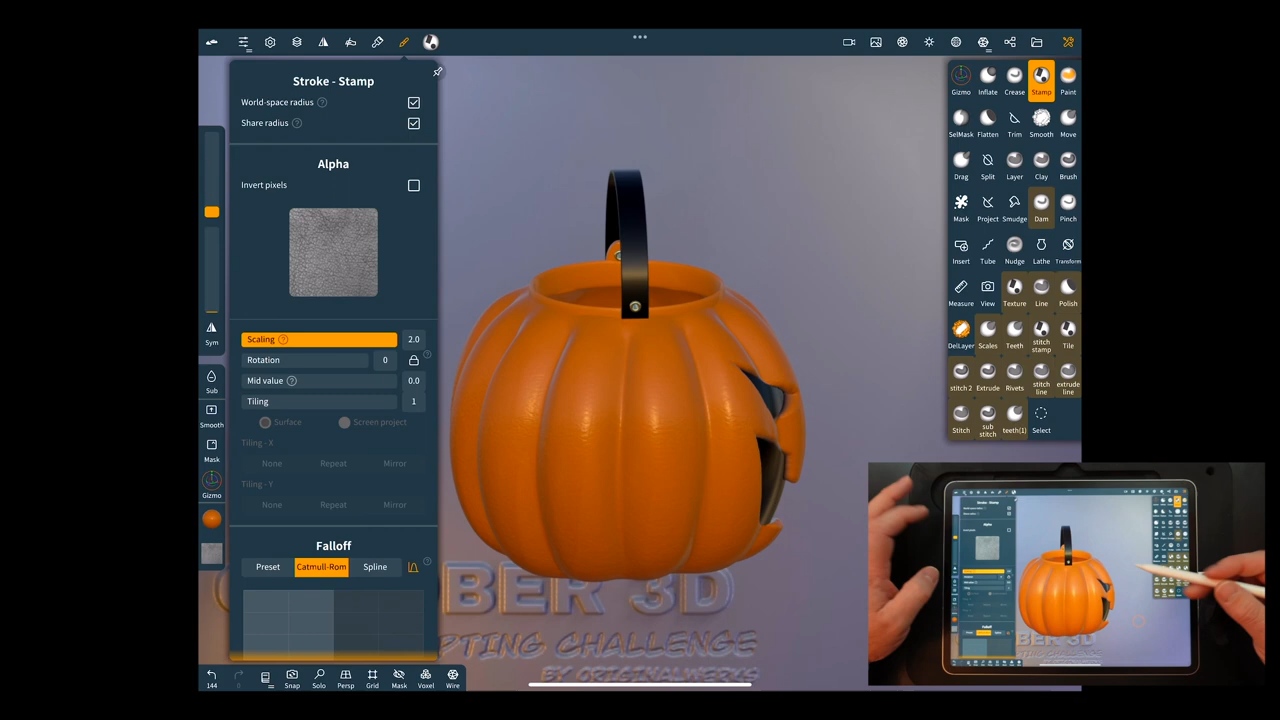 Stroke - Stamp
World-space radius ?
Share radius ?
Alpha
Invert pixels
Scaling ? 2.0
Rotation 0 ?
Mid value ? 0.0
Tiling 1
Surface Screen project
Tiling - X
None Repeat Mirror
Tiling - Y
None Repeat Mirror
Falloff
Preset Catmull-Rom Spline ?
Sym
Sub
Smooth
Mask
Gizmo
144 0 Snap Solo Persp Grid Mask Voxel Wire
Gizmo Inflate Crease Stamp Paint
SelMask Flatten Trim Smooth Move
Drag Split Layer Clay Brush
Mask Project Smudge Dam Pinch
Insert Tube Nudge Lathe Transform
Measure View Texture Line Polish
DelLayer Scales Teeth stitch stamp Tile
stitch 2 Extrude Rivets stitch line extrude line
Stitch sub stitch teeth(1) Select
BER 3D
PTING CHALLENGE
BY ORIGINALWERKS